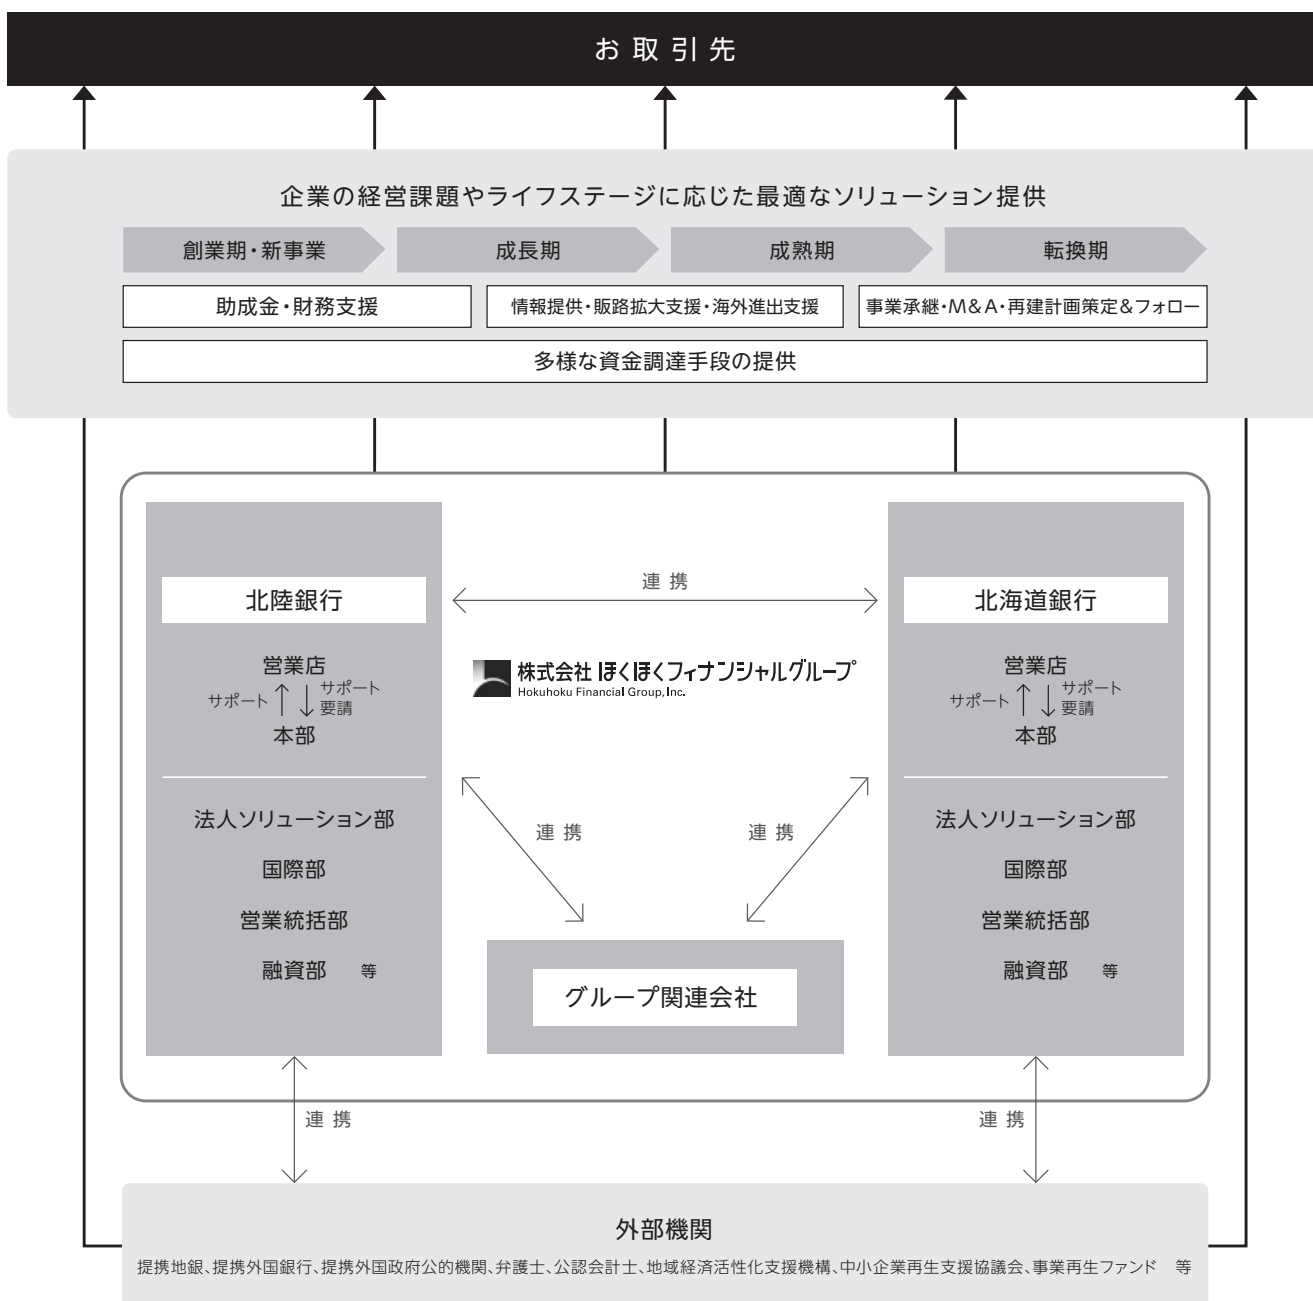 お取引先
企業の経営課題やライフステージに応じた最適なソリューション提供
創業期・新事業
成長期
成熟期
転換期
助成金・財務支援
情報提供・販路拡大支援・海外進出支援
事業承継・M&A・再建計画策定&フォロー
多様な資金調達手段の提供
北陸銀行
営業店
サポート
サポート
要請
本部
法人ソリューション部
国際部
営業統括部
融資部 等
連携
株式会社 ほくほくフィナンシャルグループ
Hokuhoku Financial Group, Inc.
連携
連携
グループ関連会社
北海道銀行
営業店
サポート
サポート
要請
本部
法人ソリューション部
国際部
営業統括部
融資部 等
連携
連携
外部機関
提携地銀、提携外国銀行、提携外国政府公的機関、弁護士、公認会計士、地域経済活性化支援機構、中小企業再生支援協議会、事業再生ファンド 等